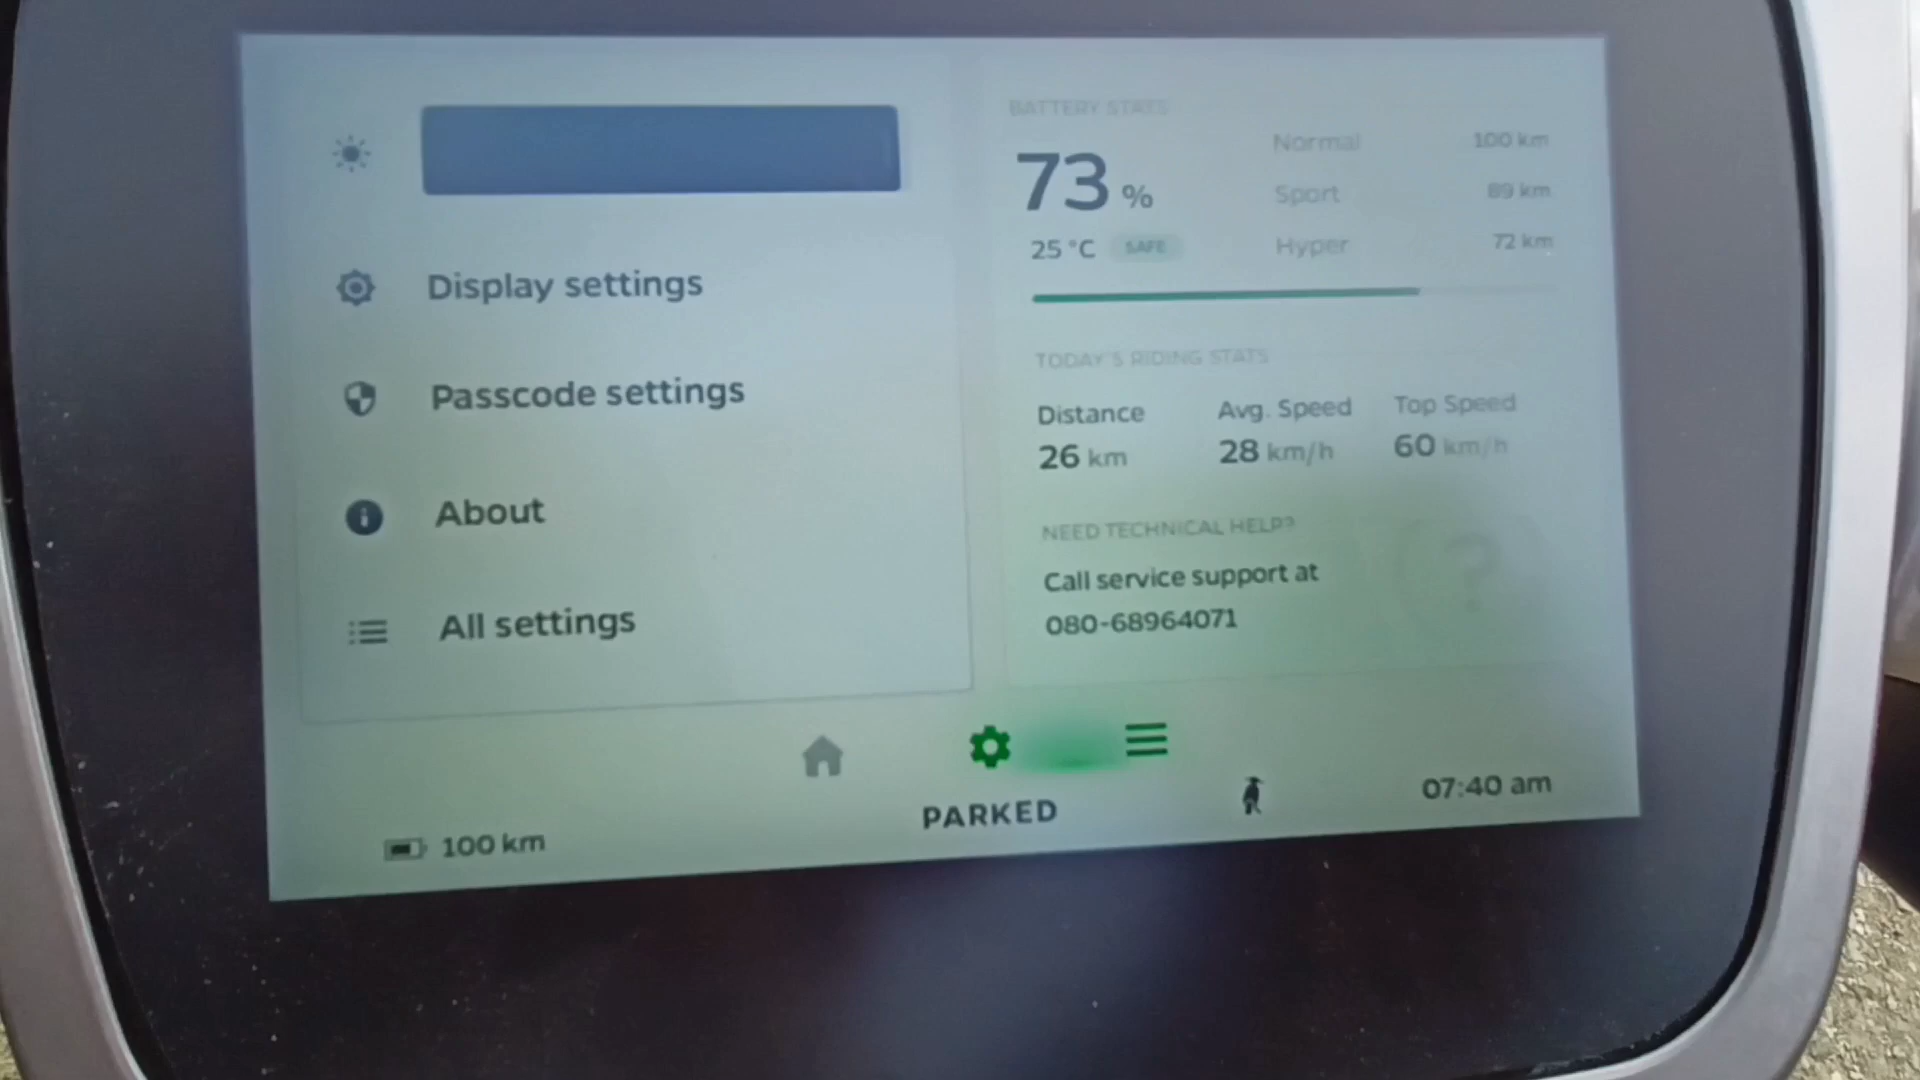 Display settings
Passcode settings
About
All settings
BATTERY STATS
73 %
25 °C SAFE
Normal 100 km
Sport 89 km
Hyper 72 km
TODAY'S RIDING STATS
Distance Avg. Speed Top Speed
26 km 28 km/h 60 km/h
NEED TECHNICAL HELP?
Call service support at
080-68964071
?
100 km
PARKED
07:40 am